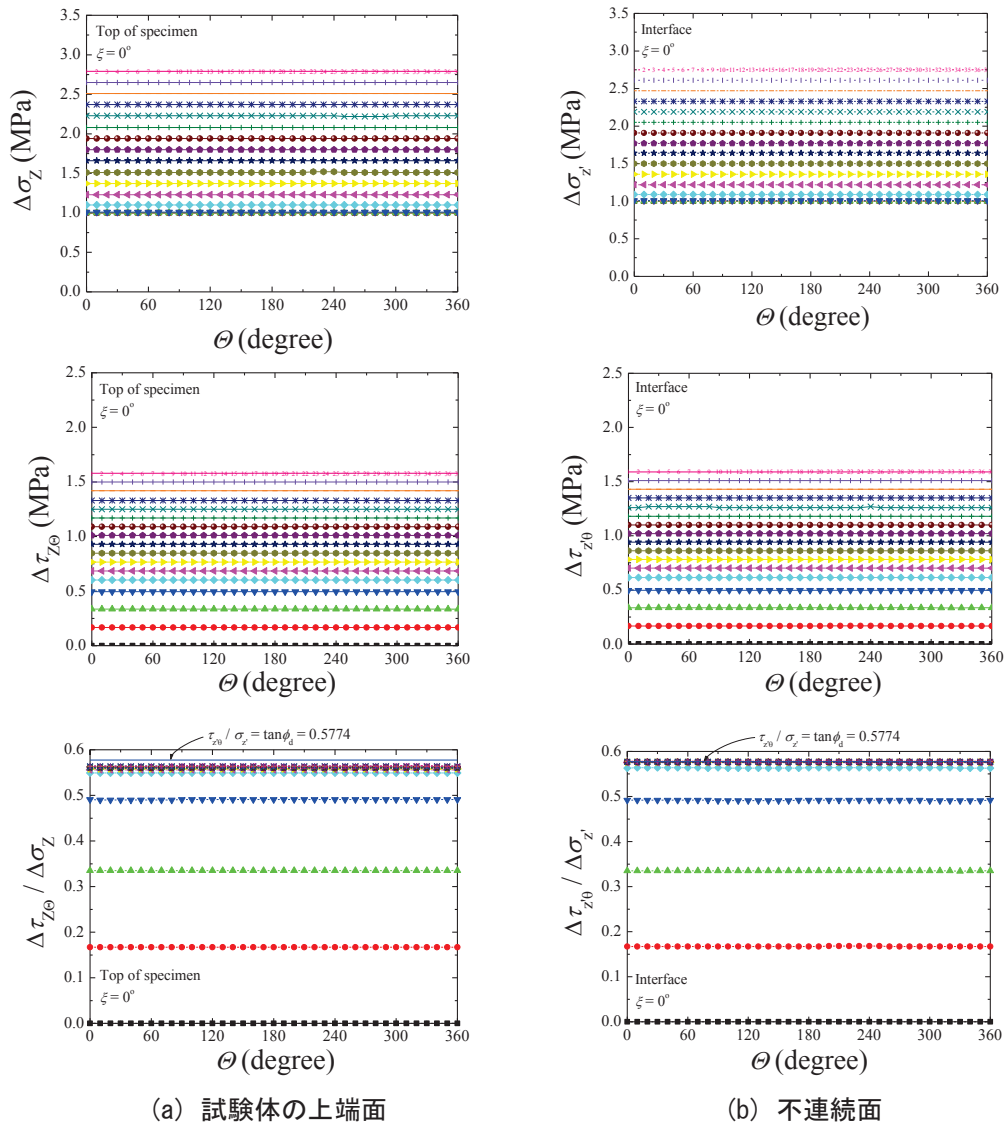 Top of specimen
ξ = 0°
3.5
3.0
2.5
2.0
1.5
1.0
0.5
0.0
Δσ_Z (MPa)
0 60 120 180 240 300 360
Θ (degree)
Interface
ξ = 0°
3.5
3.0
2.5
2.0
1.5
1.0
0.5
0.0
Δσ_z' (MPa)
0 60 120 180 240 300 360
Θ (degree)
Top of specimen
ξ = 0°
2.5
2.0
1.5
1.0
0.5
0.0
Δτ_ZΘ (MPa)
0 60 120 180 240 300 360
Θ (degree)
Interface
ξ = 0°
2.5
2.0
1.5
1.0
0.5
0.0
Δτ_z'θ (MPa)
0 60 120 180 240 300 360
Θ (degree)
τ_z'θ / σ_z' = tanϕ_d = 0.5774
0.6
0.5
0.4
0.3
0.2
0.1
0.0
Δτ_ZΘ / Δσ_Z
Top of specimen
ξ = 0°
0 60 120 180 240 300 360
Θ (degree)
τ_z'θ / σ_z' = tanϕ_d = 0.5774
0.6
0.5
0.4
0.3
0.2
0.1
0.0
Δτ_z'θ / Δσ_z'
Interface
ξ = 0°
0 60 120 180 240 300 360
Θ (degree)
(a) 試験体の上端面
(b) 不連続面